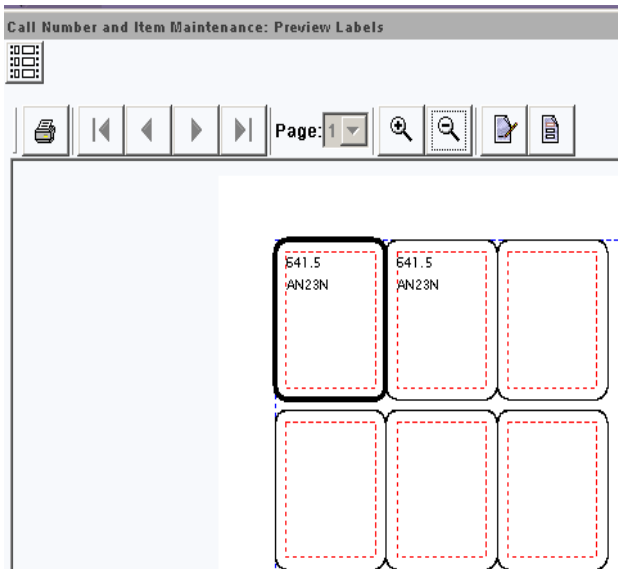 Call Number and Item Maintenance: Preview Labels
Page: 1
641.5
AN23N
641.5
AN23N